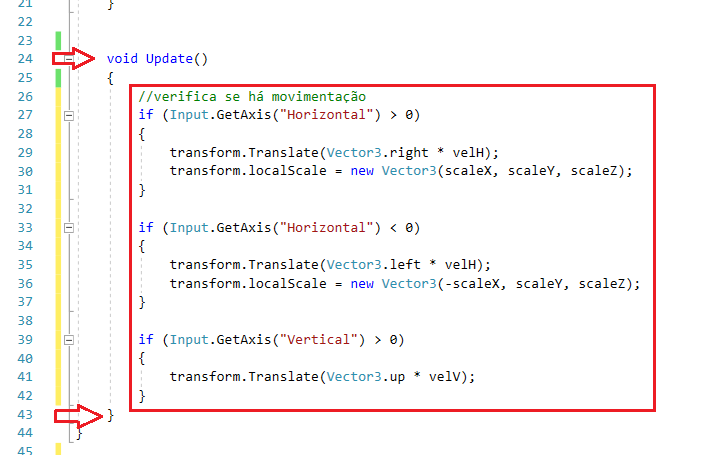 21 }
22
23
24 void Update()
25 {
26 //verifica se há movimentação
27 if (Input.GetAxis("Horizontal") > 0)
28 {
29 transform.Translate(Vector3.right * velH);
30 transform.localScale = new Vector3(scaleX, scaleY, scaleZ);
31 }
32
33 if (Input.GetAxis("Horizontal") < 0)
34 {
35 transform.Translate(Vector3.left * velH);
36 transform.localScale = new Vector3(-scaleX, scaleY, scaleZ);
37 }
38
39 if (Input.GetAxis("Vertical") > 0)
40 {
41 transform.Translate(Vector3.up * velV);
42 }
43 }
44 }
45